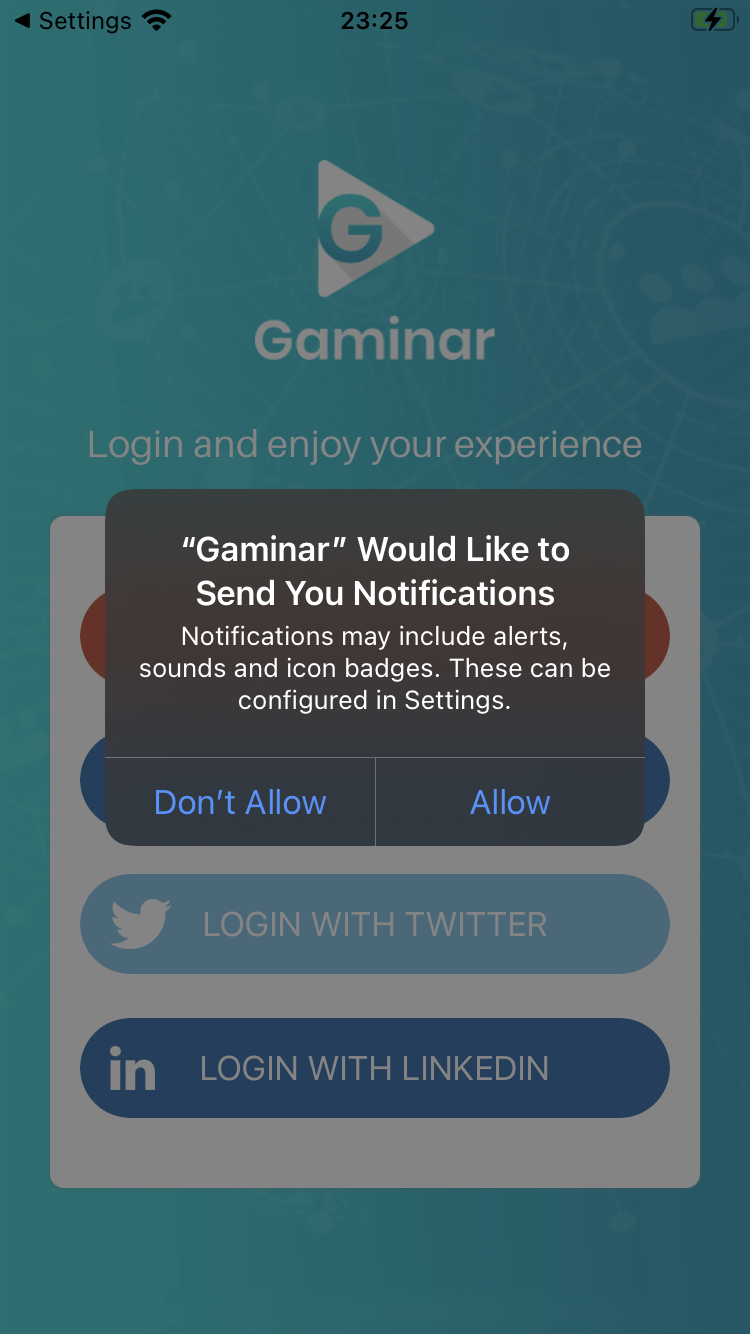 ◀ Settings 23:25
G
Gaminar
Login and enjoy your experience
“Gaminar” Would Like to
Send You Notifications
Notifications may include alerts,
sounds and icon badges. These can be
configured in Settings.
Don’t Allow Allow
LOGIN WITH TWITTER
in LOGIN WITH LINKEDIN